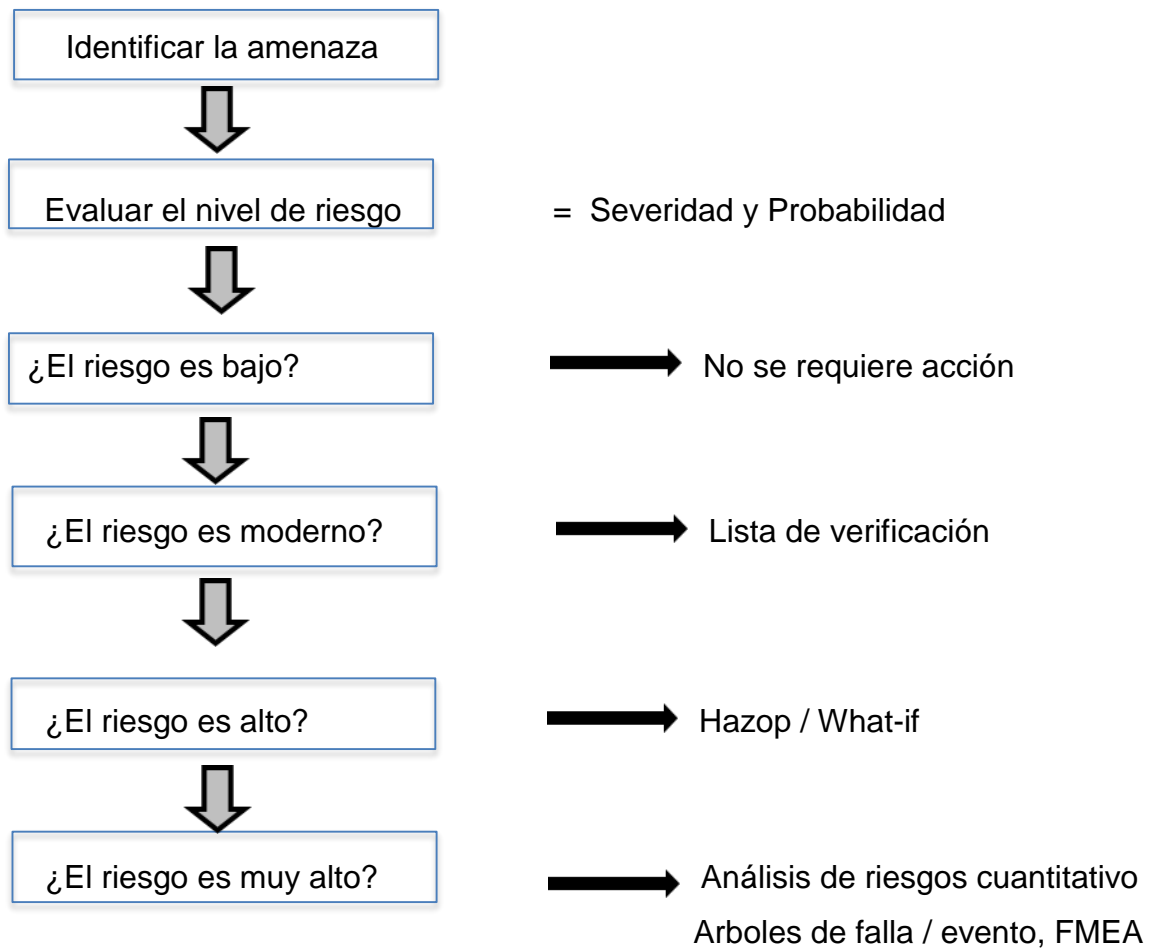 Identificar la amenaza
Evaluar el nivel de riesgo = Severidad y Probabilidad
¿El riesgo es bajo? No se requiere acción
¿El riesgo es moderno? Lista de verificación
¿El riesgo es alto? Hazop / What-if
¿El riesgo es muy alto? Análisis de riesgos cuantitativo
Arboles de falla / evento, FMEA